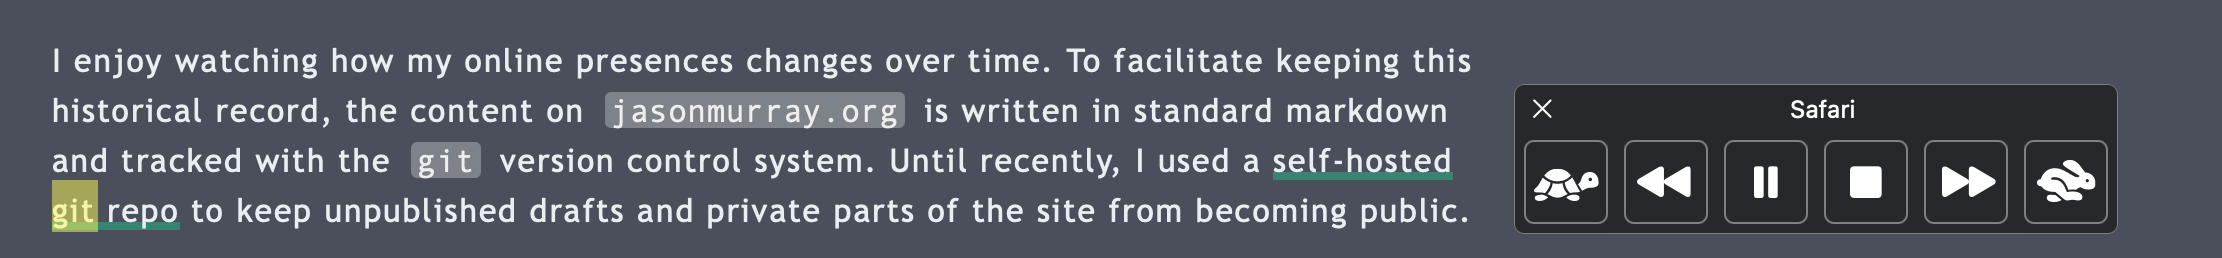 I enjoy watching how my online presences changes over time. To facilitate keeping this
historical record, the content on jasonmurray.org is written in standard markdown
and tracked with the git version control system. Until recently, I used a self-hosted
git repo to keep unpublished drafts and private parts of the site from becoming public.
Safari